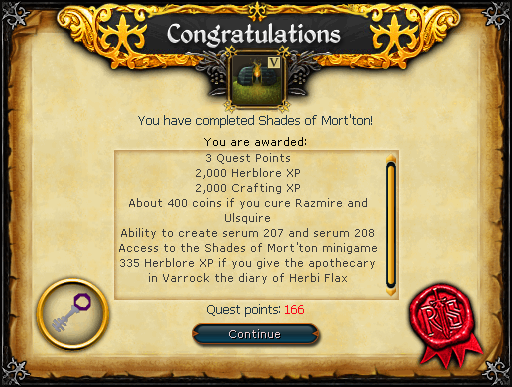 Congratulations
V
You have completed Shades of Mort'ton!
You are awarded:
3 Quest Points
2,000 Herblore XP
2,000 Crafting XP
About 400 coins if you cure Razmire and
Ulsquire
Ability to create serum 207 and serum 208
Access to the Shades of Mort'ton minigame
335 Herblore XP if you give the apothecary
in Varrock the diary of Herbi Flax
Quest points: 166
Continue
RS